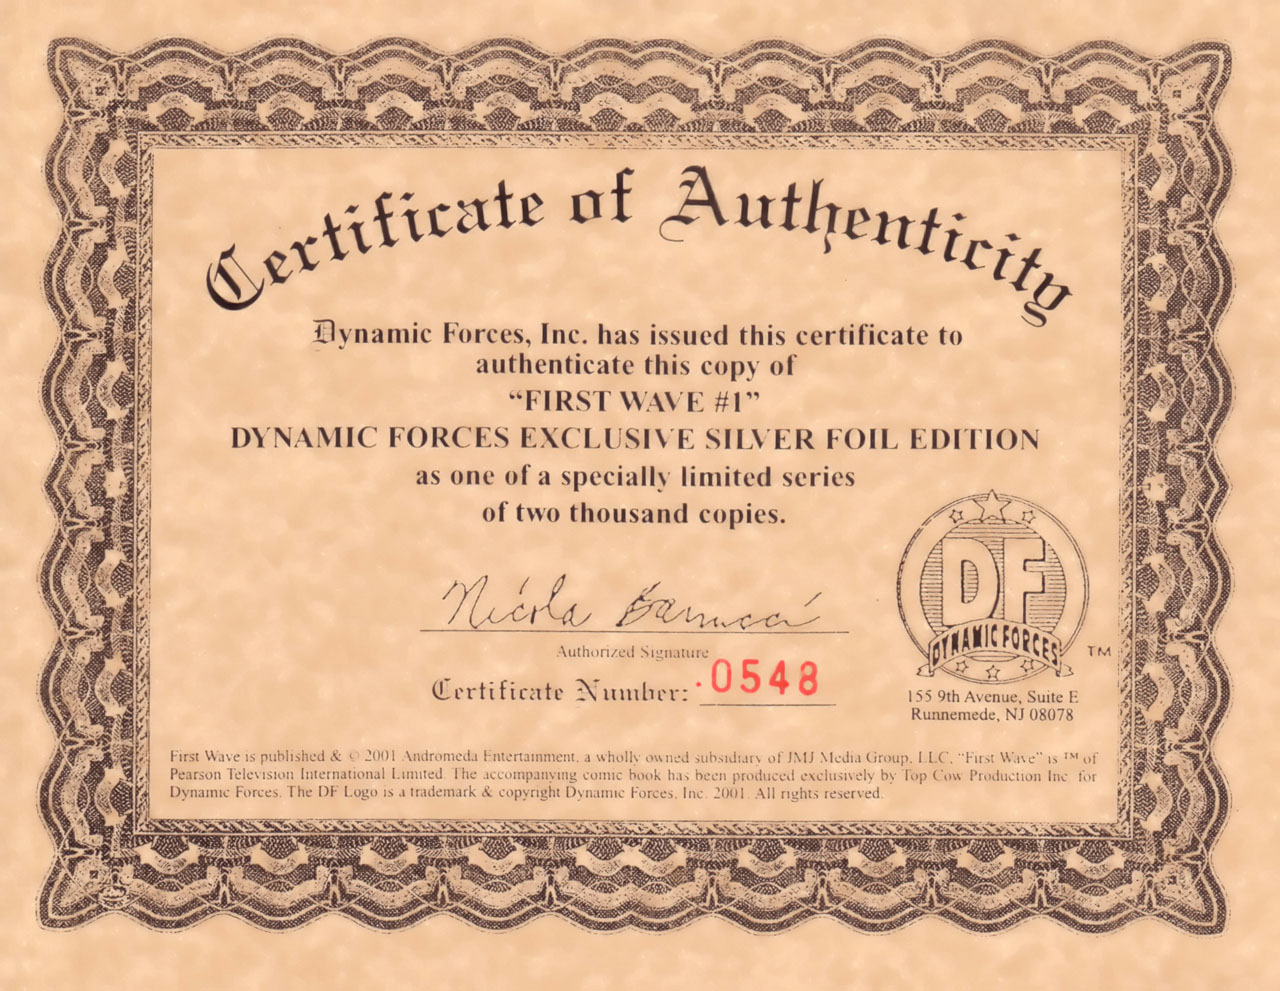 Certificate of Authenticity
Dynamic Forces, Inc. has issued this certificate to
authenticate this copy of
“FIRST WAVE #1”
DYNAMIC FORCES EXCLUSIVE SILVER FOIL EDITION
as one of a specially limited series
of two thousand copies.
Nicola Barrucci
Authorized Signature
Certificate Number: .0548
DF
DYNAMIC FORCES
TM
155 9th Avenue, Suite E
Runnemede, NJ 08078
First Wave is published & © 2001 Andromeda Entertainment, a wholly owned subsidiary of JMJ Media Group, LLC, “First Wave” is ™ of
Pearson Television International Limited. The accompanying comic book has been produced exclusively by Top Cow Production Inc. for
Dynamic Forces. The DF Logo is a trademark & copyright Dynamic Forces, Inc. 2001. All rights reserved.